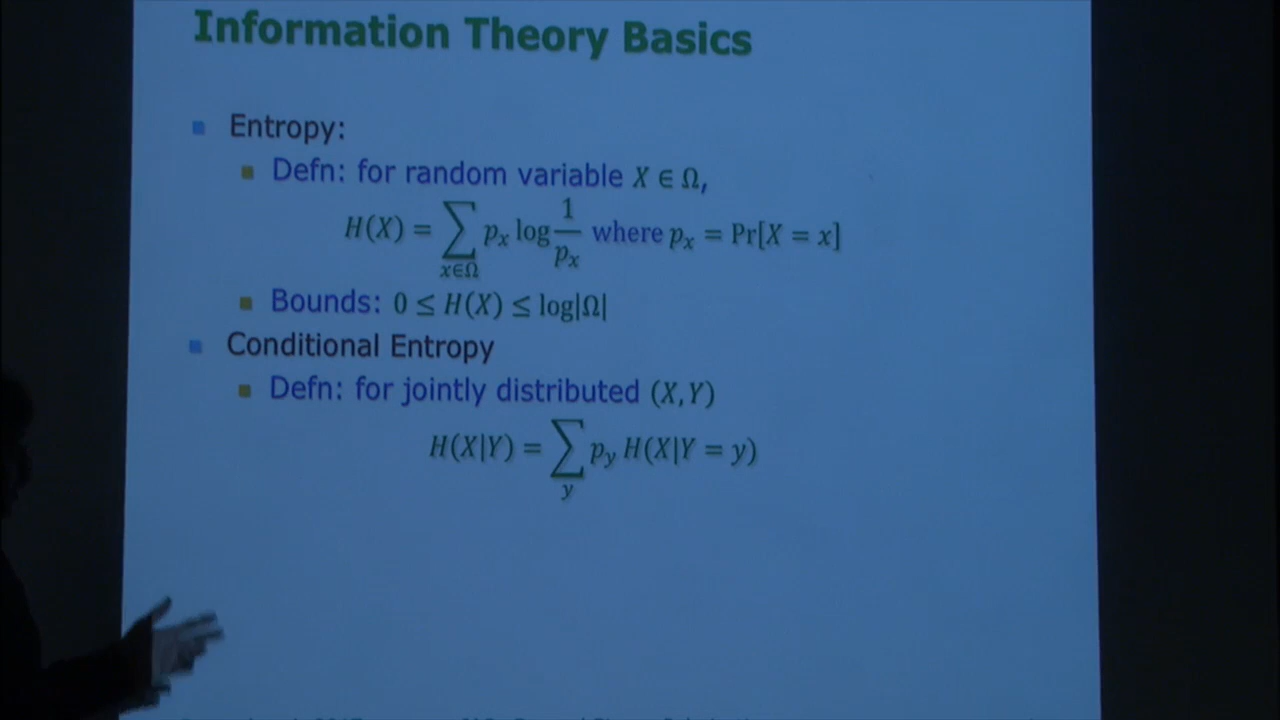 Information Theory Basics
Entropy:
Defn: for random variable X ∈ Ω,
H(X) = ∑_{x∈Ω} p_x log 1/p_x where p_x = Pr[X = x]
Bounds: 0 ≤ H(X) ≤ log|Ω|
Conditional Entropy
Defn: for jointly distributed (X,Y)
H(X|Y) = ∑_y p_y H(X|Y = y)